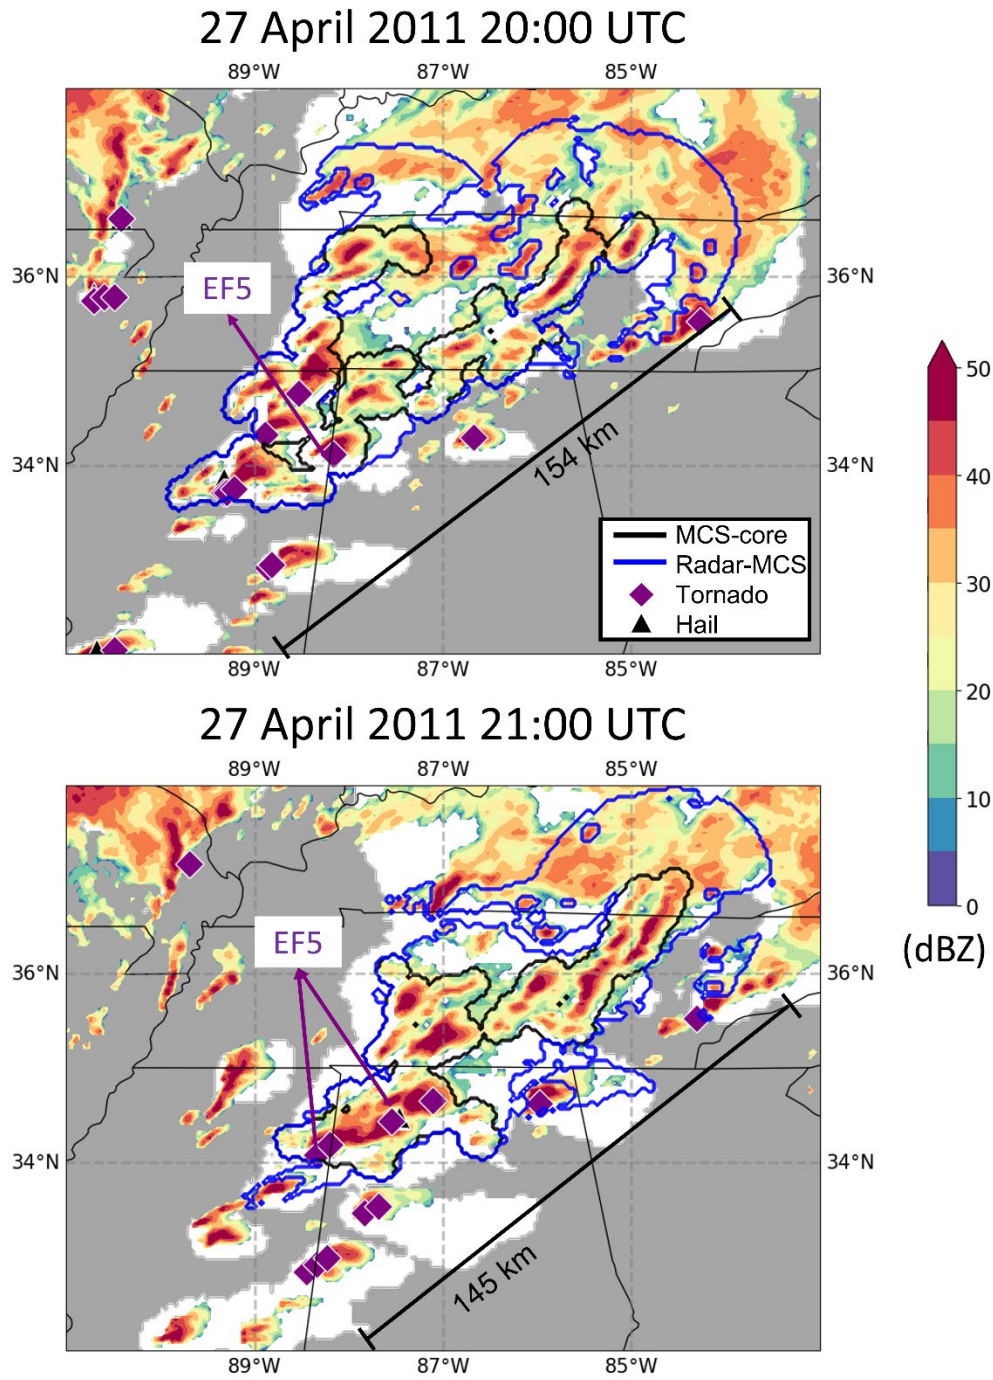 27 April 2011 20:00 UTC
89°W 87°W 85°W
36°N 36°N
EF5
34°N 34°N
154 km
MCS-core
Radar-MCS
Tornado
Hail
89°W 87°W 85°W
50
40
30
20
10
0
(dBZ)
27 April 2011 21:00 UTC
89°W 87°W 85°W
EF5
36°N 36°N
34°N 34°N
145 km
89°W 87°W 85°W